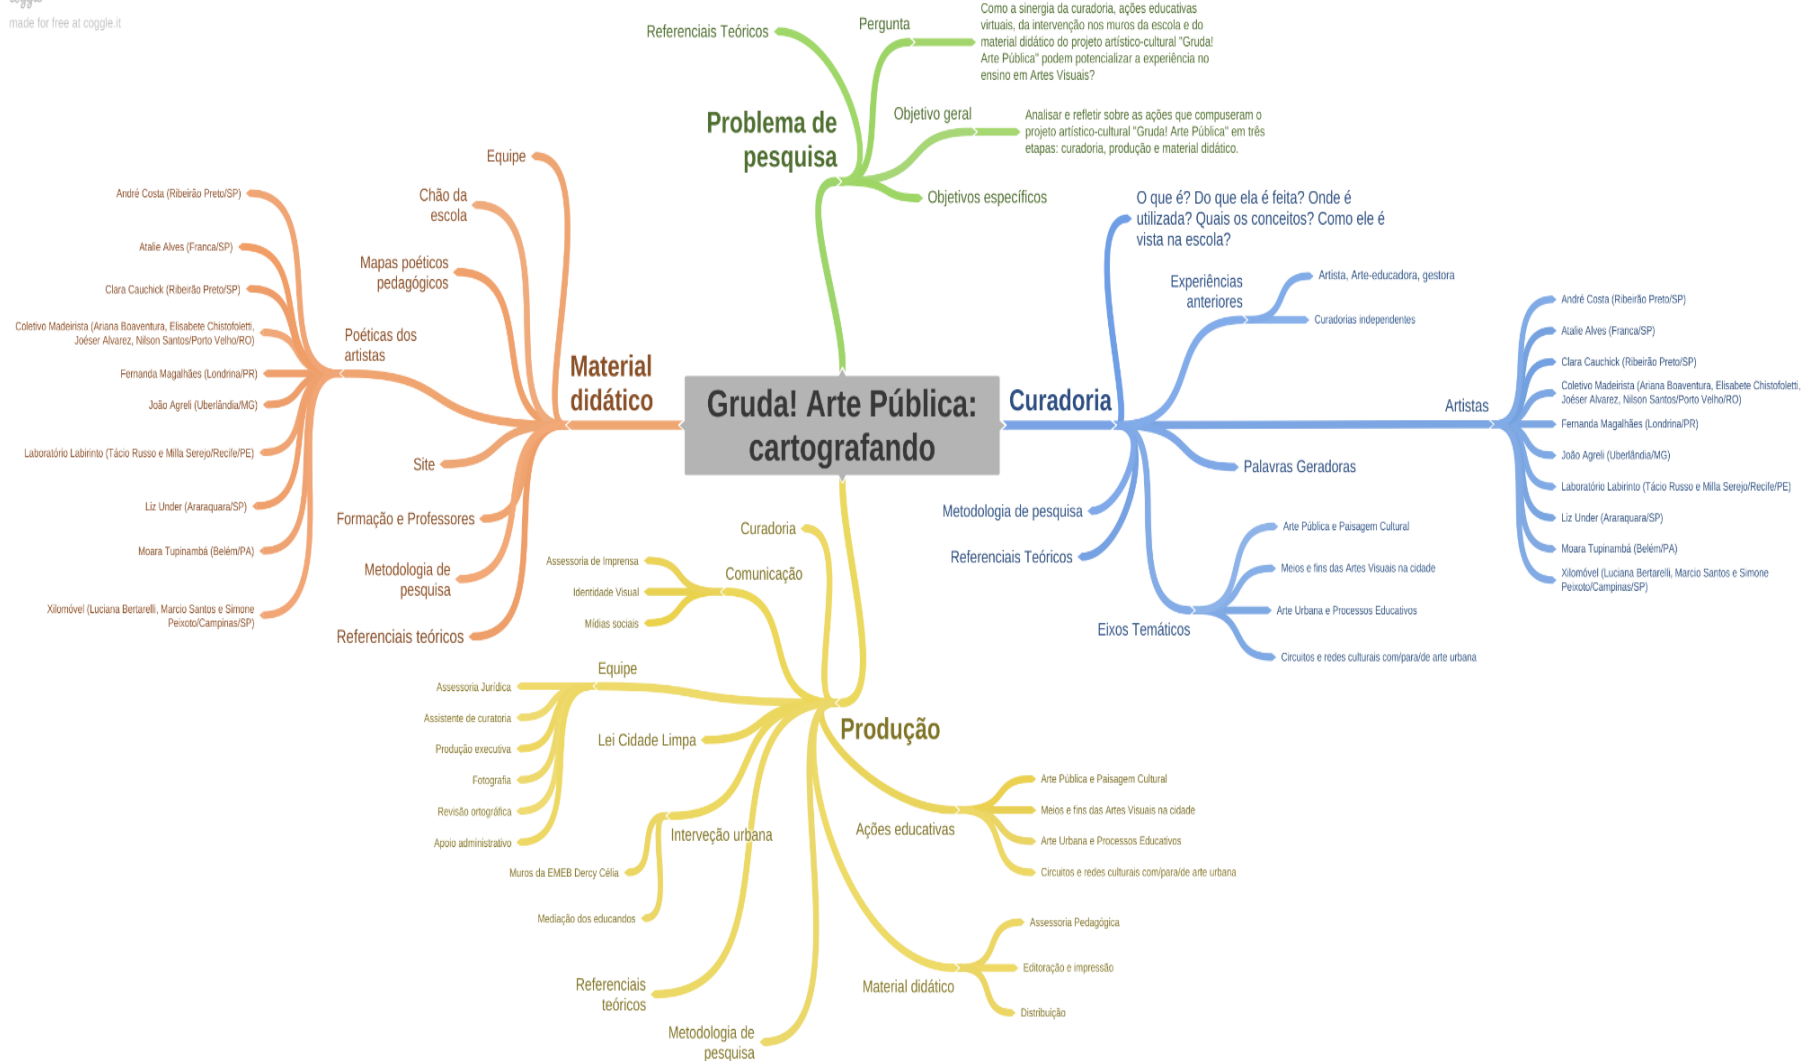 coggle
made for free at coggle.it
Gruda! Arte Pública:
cartografando
Problema de
pesquisa
Referenciais Teóricos
Pergunta
Como a sinergia da curadoria, ações educativas
virtuais, da intervenção nos muros da escola e do
material didático do projeto artístico-cultural "Gruda!
Arte Pública" podem potencializar a experiência no
ensino em Artes Visuais?
Objetivo geral
Analisar e refletir sobre as ações que compuseram o
projeto artístico-cultural "Gruda! Arte Pública" em três
etapas: curadoria, produção e material didático.
Objetivos específicos
Curadoria
O que é? Do que ela é feita? Onde é
utilizada? Quais os conceitos? Como ele é
vista na escola?
Experiências
anteriores
Artista, Arte-educadora, gestora
Curadorias independentes
Artistas
André Costa (Ribeirão Preto/SP)
Atalie Alves (Franca/SP)
Clara Cauchick (Ribeirão Preto/SP)
Coletivo Madeirista (Ariana Boaventura, Elisabete Chistofoletti,
Joéser Alvarez, Nilson Santos/Porto Velho/RO)
Fernanda Magalhães (Londrina/PR)
João Agreli (Uberlândia/MG)
Laboratório Labirinto (Tácio Russo e Milla Serejo/Recife/PE)
Liz Under (Araraquara/SP)
Moara Tupinambá (Belém/PA)
Xilomóvel (Luciana Bertarelli, Marcio Santos e Simone
Peixoto/Campinas/SP)
Palavras Geradoras
Eixos Temáticos
Arte Pública e Paisagem Cultural
Meios e fins das Artes Visuais na cidade
Arte Urbana e Processos Educativos
Circuitos e redes culturais com/para/de arte urbana
Metodologia de pesquisa
Referenciais Teóricos
Material
didático
Equipe
Chão da
escola
Mapas poéticos
pedagógicos
Poéticas dos
artistas
André Costa (Ribeirão Preto/SP)
Atalie Alves (Franca/SP)
Clara Cauchick (Ribeirão Preto/SP)
Coletivo Madeirista (Ariana Boaventura, Elisabete Chistofoletti,
Joéser Alvarez, Nilson Santos/Porto Velho/RO)
Fernanda Magalhães (Londrina/PR)
João Agreli (Uberlândia/MG)
Laboratório Labirinto (Tácio Russo e Milla Serejo/Recife/PE)
Liz Under (Araraquara/SP)
Moara Tupinambá (Belém/PA)
Xilomóvel (Luciana Bertarelli, Marcio Santos e Simone
Peixoto/Campinas/SP)
Site
Formação e Professores
Metodologia de
pesquisa
Referenciais teóricos
Produção
Curadoria
Comunicação
Assessoria de Imprensa
Identidade Visual
Mídias sociais
Equipe
Assessoria Jurídica
Assistente de curatoria
Produção executiva
Fotografia
Revisão ortográfica
Apoio administrativo
Lei Cidade Limpa
Interveção urbana
Muros da EMEB Dercy Célia
Mediação dos educandos
Referenciais
teóricos
Metodologia de
pesquisa
Ações educativas
Arte Pública e Paisagem Cultural
Meios e fins das Artes Visuais na cidade
Arte Urbana e Processos Educativos
Circuitos e redes culturais com/para/de arte urbana
Material didático
Assessoria Pedagógica
Editoração e impressão
Distribuição